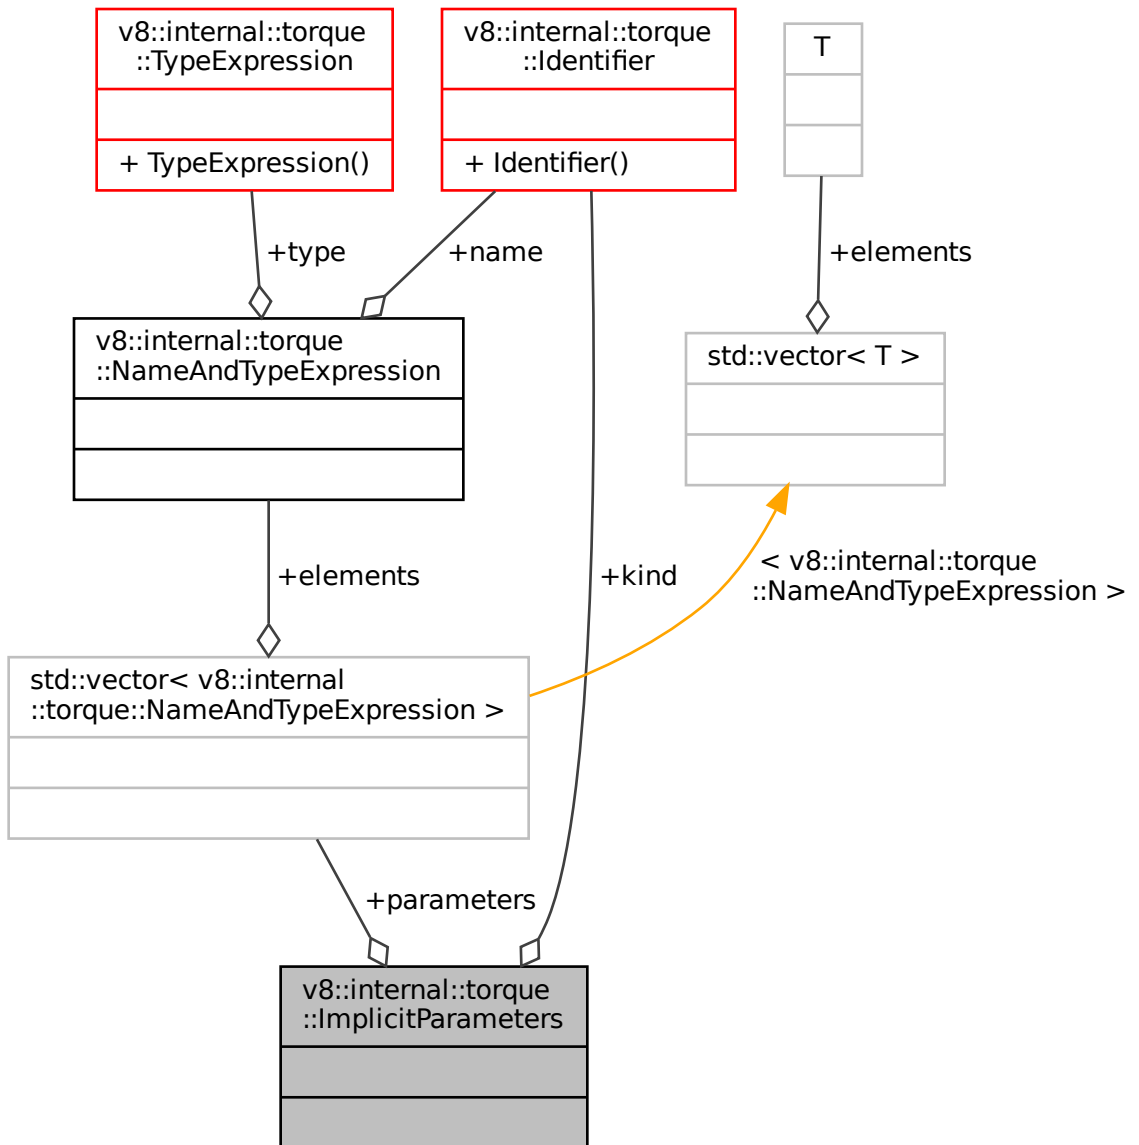 v8::internal::torque
::TypeExpression
+ TypeExpression()
v8::internal::torque
::Identifier
+ Identifier()
T
+type
+name
+elements
v8::internal::torque
::NameAndTypeExpression
std::vector< T >
+elements
+kind
< v8::internal::torque
::NameAndTypeExpression >
std::vector< v8::internal
::torque::NameAndTypeExpression >
+parameters
v8::internal::torque
::ImplicitParameters